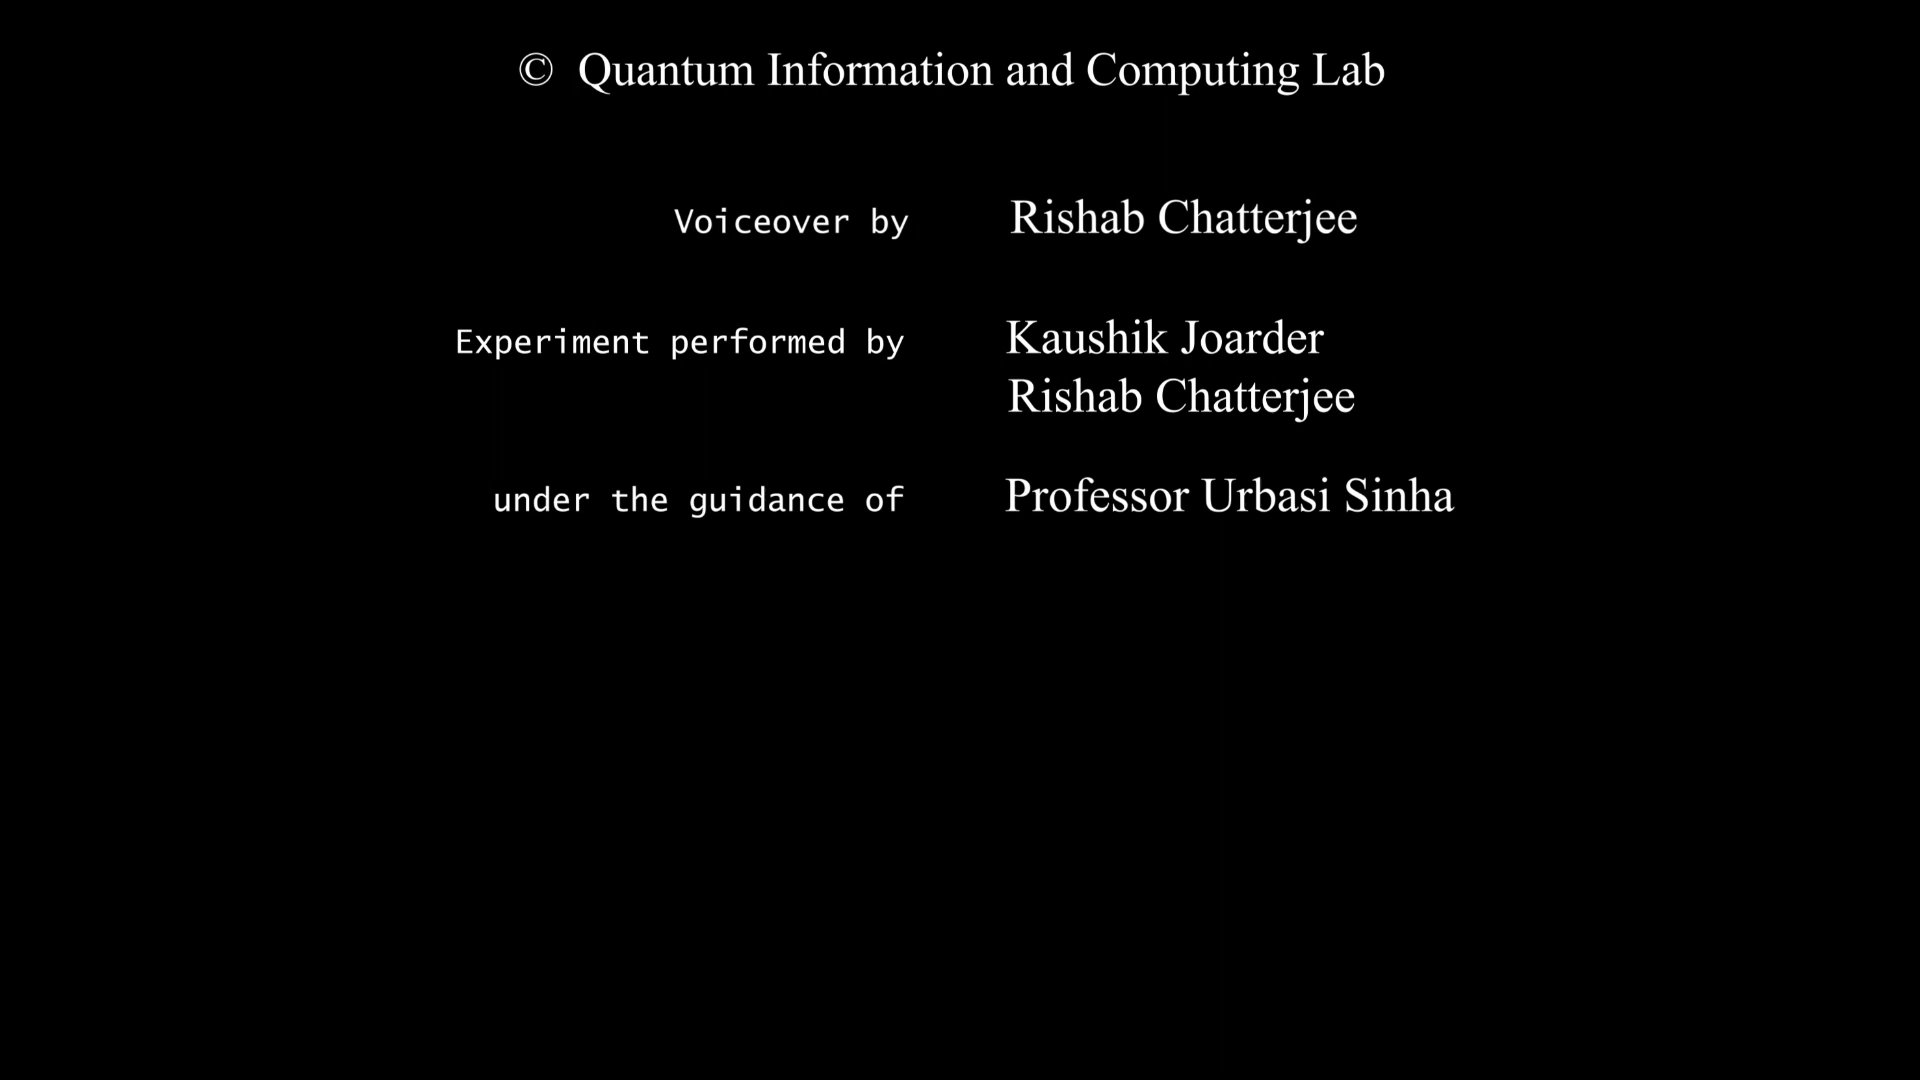 © Quantum Information and Computing Lab
Voiceover by Rishab Chatterjee
Experiment performed by Kaushik Joarder
Rishab Chatterjee
under the guidance of Professor Urbasi Sinha